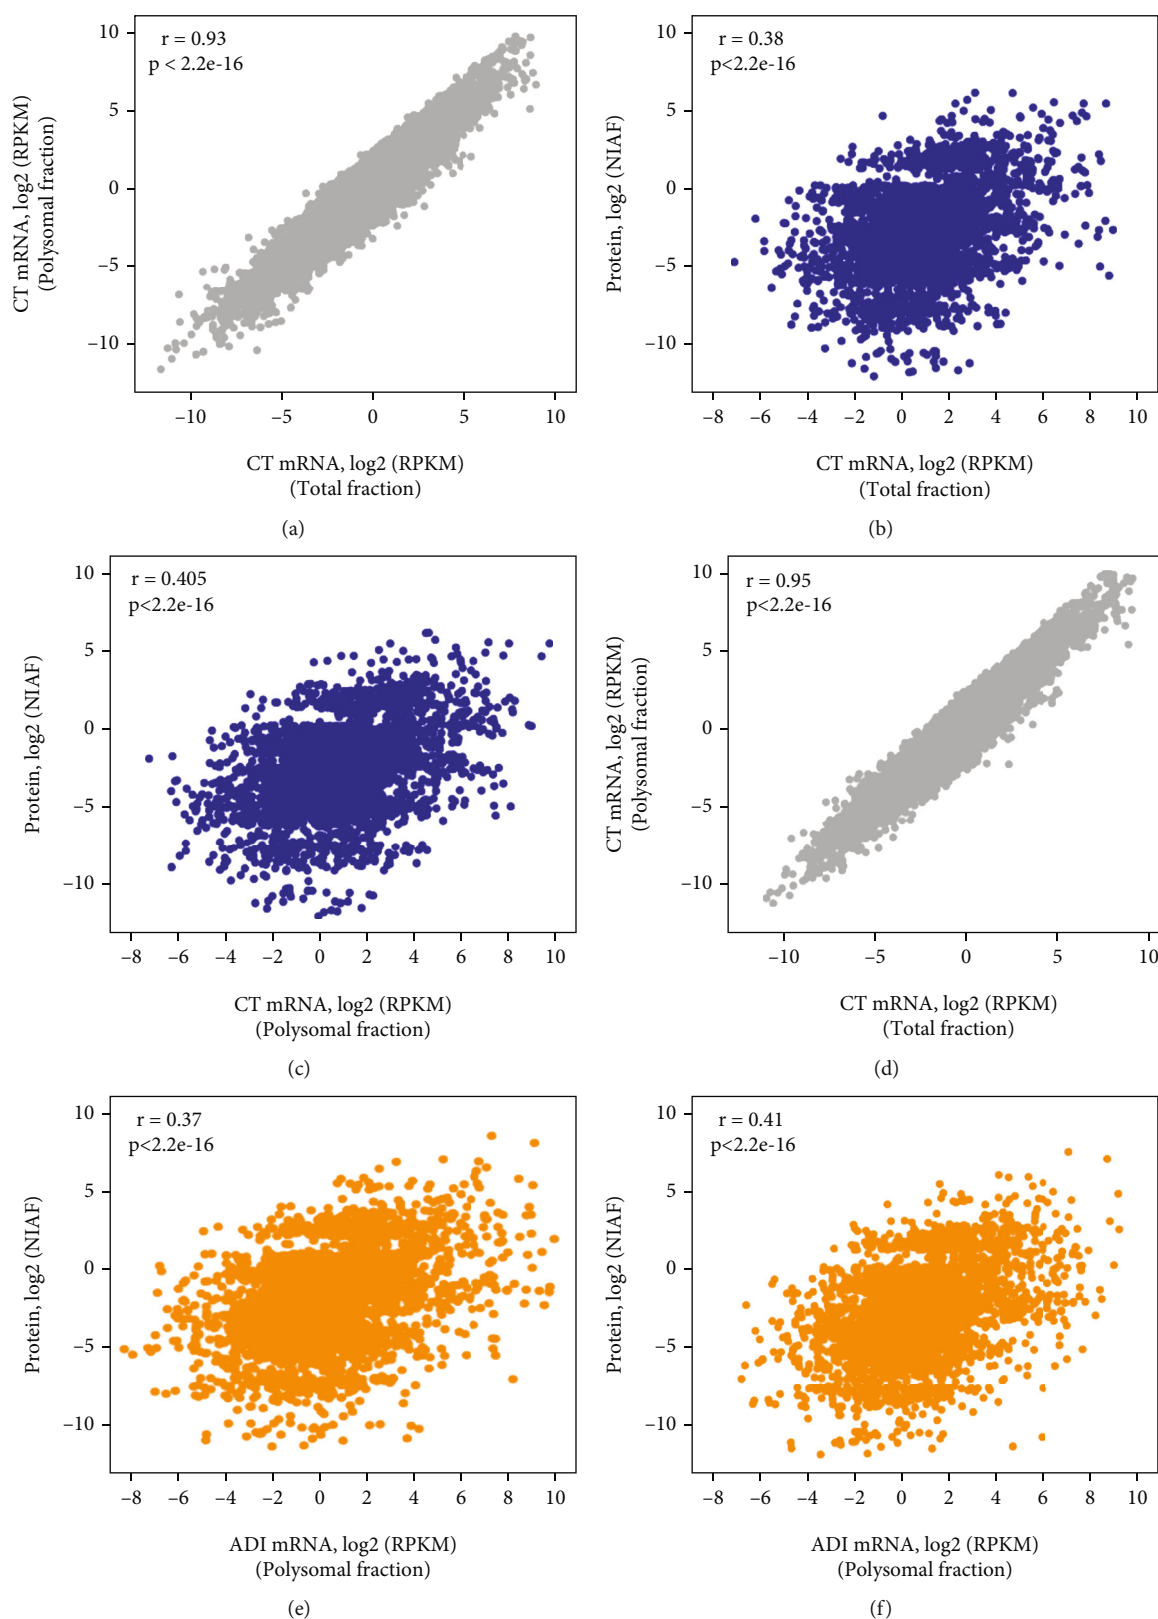 r = 0.93
p < 2.2e-16
CT mRNA, log2 (RPKM)
(Polysomal fraction)
10
5
0
–5
–10
–10
–5
0
5
10
CT mRNA, log2 (RPKM)
(Total fraction)
(a)
r = 0.38
p<2.2e-16
Protein, log2 (NIAF)
10
5
0
–5
–10
–8
–6
–4
–2
0
2
4
6
8
10
CT mRNA, log2 (RPKM)
(Total fraction)
(b)
r = 0.405
p<2.2e-16
Protein, log2 (NIAF)
10
5
0
–5
–10
–8
–6
–4
–2
0
2
4
6
8
10
CT mRNA, log2 (RPKM)
(Polysomal fraction)
(c)
r = 0.95
p<2.2e-16
CT mRNA, log2 (RPKM)
(Polysomal fraction)
10
5
0
–5
–10
–10
–5
0
5
10
CT mRNA, log2 (RPKM)
(Total fraction)
(d)
r = 0.37
p<2.2e-16
Protein, log2 (NIAF)
10
5
0
–5
–10
–8
–6
–4
–2
0
2
4
6
8
10
ADI mRNA, log2 (RPKM)
(Polysomal fraction)
(e)
r = 0.41
p<2.2e-16
Protein, log2 (NIAF)
10
5
0
–5
–10
–8
–6
–4
–2
0
2
4
6
8
10
ADI mRNA, log2 (RPKM)
(Polysomal fraction)
(f)